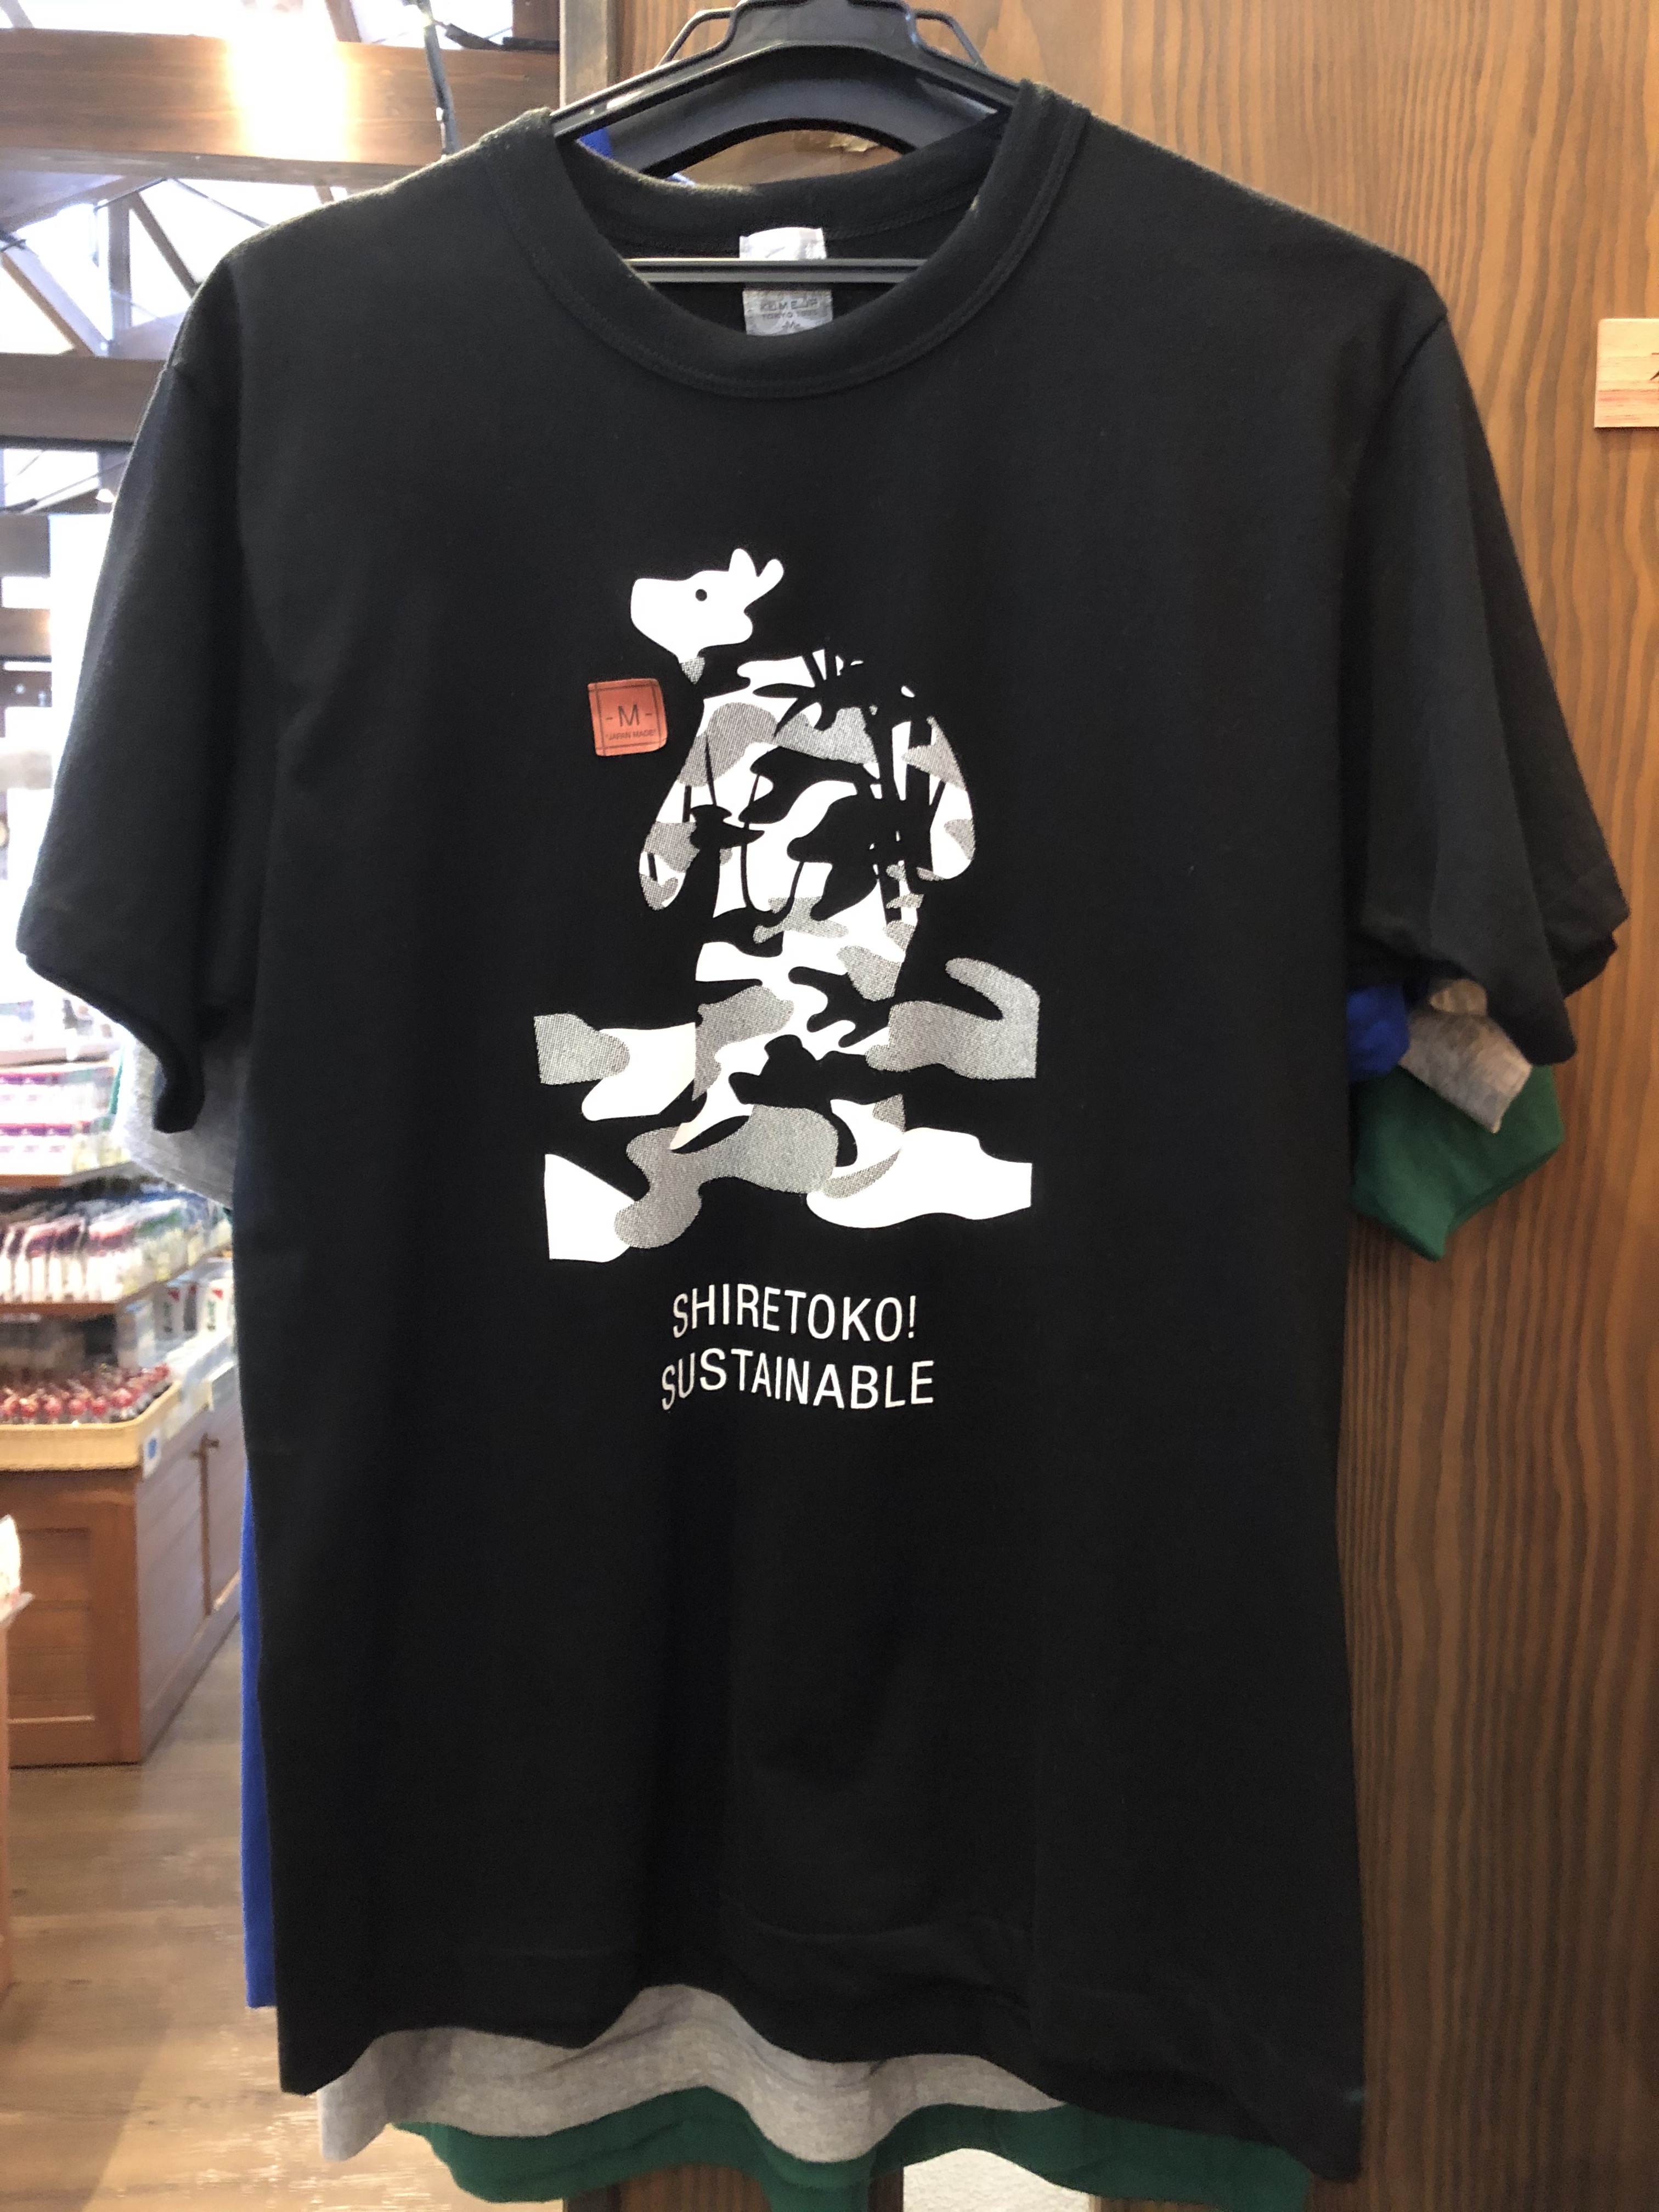 -M-
"JAPAN MADE"
SHIRETOKO!
SUSTAINABLE